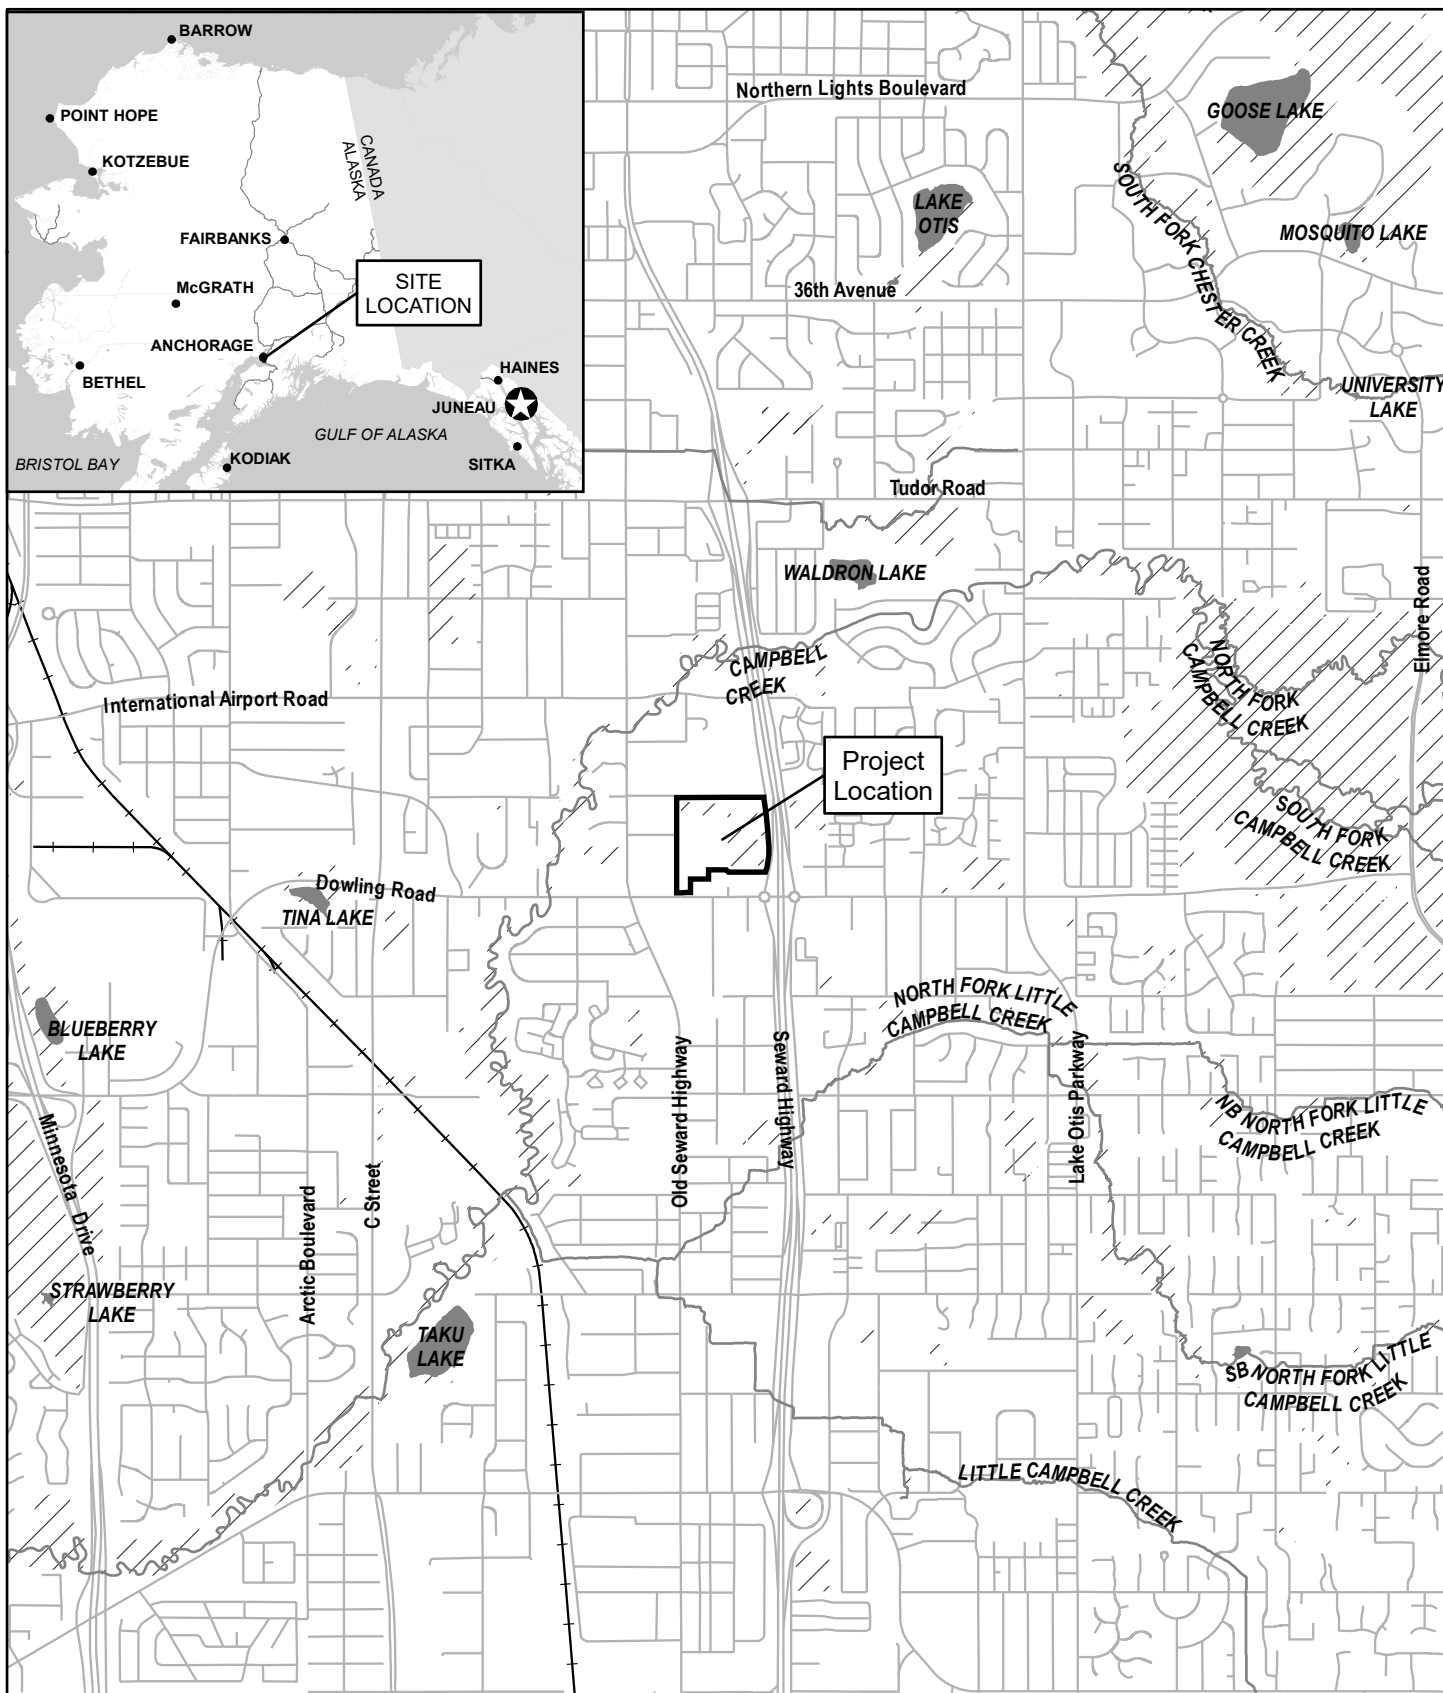 BARROW
POINT HOPE
KOTZEBUE
CANADA
ALASKA
FAIRBANKS
McGRATH
SITE
LOCATION
ANCHORAGE
BETHEL
HAINES
JUNEAU
GULF OF ALASKA
SITKA
KODIAK
BRISTOL BAY
Northern Lights Boulevard
GOOSE LAKE
LAKE
OTIS
SOUTH FORK CHESTER CREEK
MOSQUITO LAKE
36th Avenue
UNIVERSITY
LAKE
Tudor Road
WALDRON LAKE
Elmore Road
CAMPBELL
CREEK
NORTH FORK
CAMPBELL CREEK
International Airport Road
Project
Location
SOUTH FORK
CAMPBELL CREEK
Dowling Road
TINA LAKE
NORTH FORK LITTLE
CAMPBELL CREEK
BLUEBERRY
LAKE
Old Seward Highway
Seward Highway
Lake Otis Parkway
NB NORTH FORK LITTLE
CAMPBELL CREEK
Minnesota Drive
Arctic Boulevard
C Street
STRAWBERRY
LAKE
TAKU
LAKE
SB NORTH FORK LITTLE
CAMPBELL CREEK
LITTLE CAMPBELL CREEK